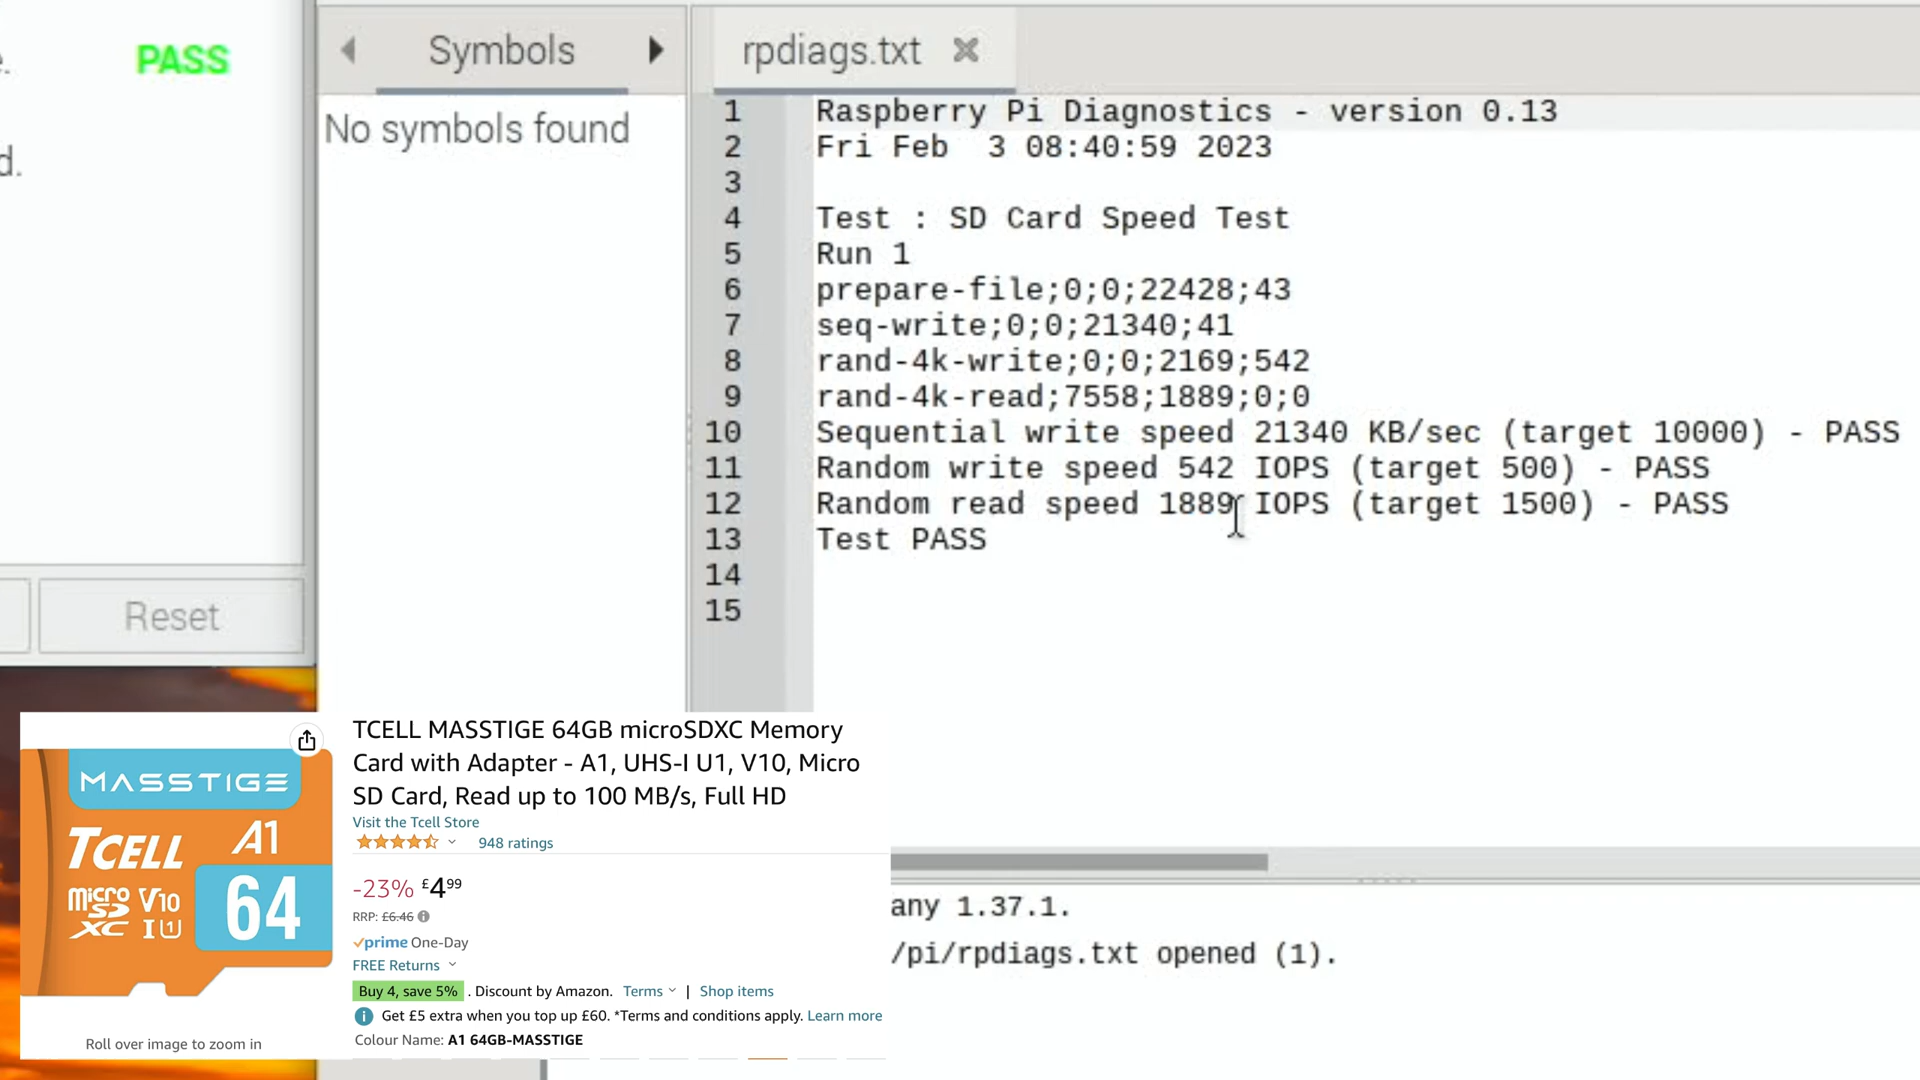 e.
PASS
d.
Reset
Symbols
No symbols found
rpdiags.txt
1 Raspberry Pi Diagnostics - version 0.13
2 Fri Feb  3 08:40:59 2023
3
4 Test : SD Card Speed Test
5 Run 1
6 prepare-file;0;0;22428;43
7 seq-write;0;0;21340;41
8 rand-4k-write;0;0;2169;542
9 rand-4k-read;7558;1889;0;0
10 Sequential write speed 21340 KB/sec (target 10000) - PASS
11 Random write speed 542 IOPS (target 500) - PASS
12 Random read speed 1889 IOPS (target 1500) - PASS
13 Test PASS
14
15
any 1.37.1.
/pi/rpdiags.txt opened (1).
MASSTIGE
TCELL A1
micro SD XC V10 I U1
64
Roll over image to zoom in
TCELL MASSTIGE 64GB microSDXC Memory
Card with Adapter - A1, UHS-I U1, V10, Micro
SD Card, Read up to 100 MB/s, Full HD
Visit the Tcell Store
948 ratings
-23% £4.99
RRP: £6.46
prime One-Day
FREE Returns
Buy 4, save 5% . Discount by Amazon. Terms | Shop items
Get £5 extra when you top up £60. *Terms and conditions apply. Learn more
Colour Name: A1 64GB-MASSTIGE